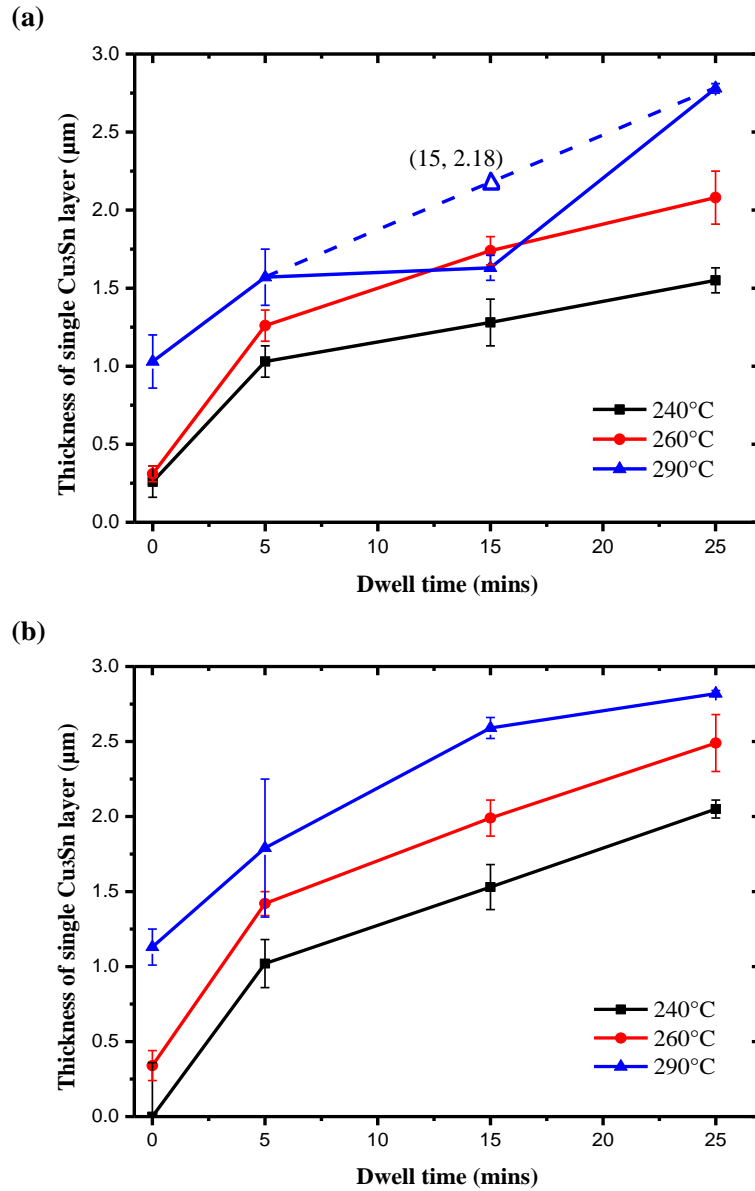 (a)
3.0
2.5
2.0
1.5
1.0
0.5
0.0
Thickness of single Cu3Sn layer (μm)
(15, 2.18)
240°C
260°C
290°C
0 5 10 15 20 25
Dwell time (mins)
(b)
3.0
2.5
2.0
1.5
1.0
0.5
0.0
Thickness of single Cu3Sn layer (μm)
240°C
260°C
290°C
0 5 10 15 20 25
Dwell time (mins)